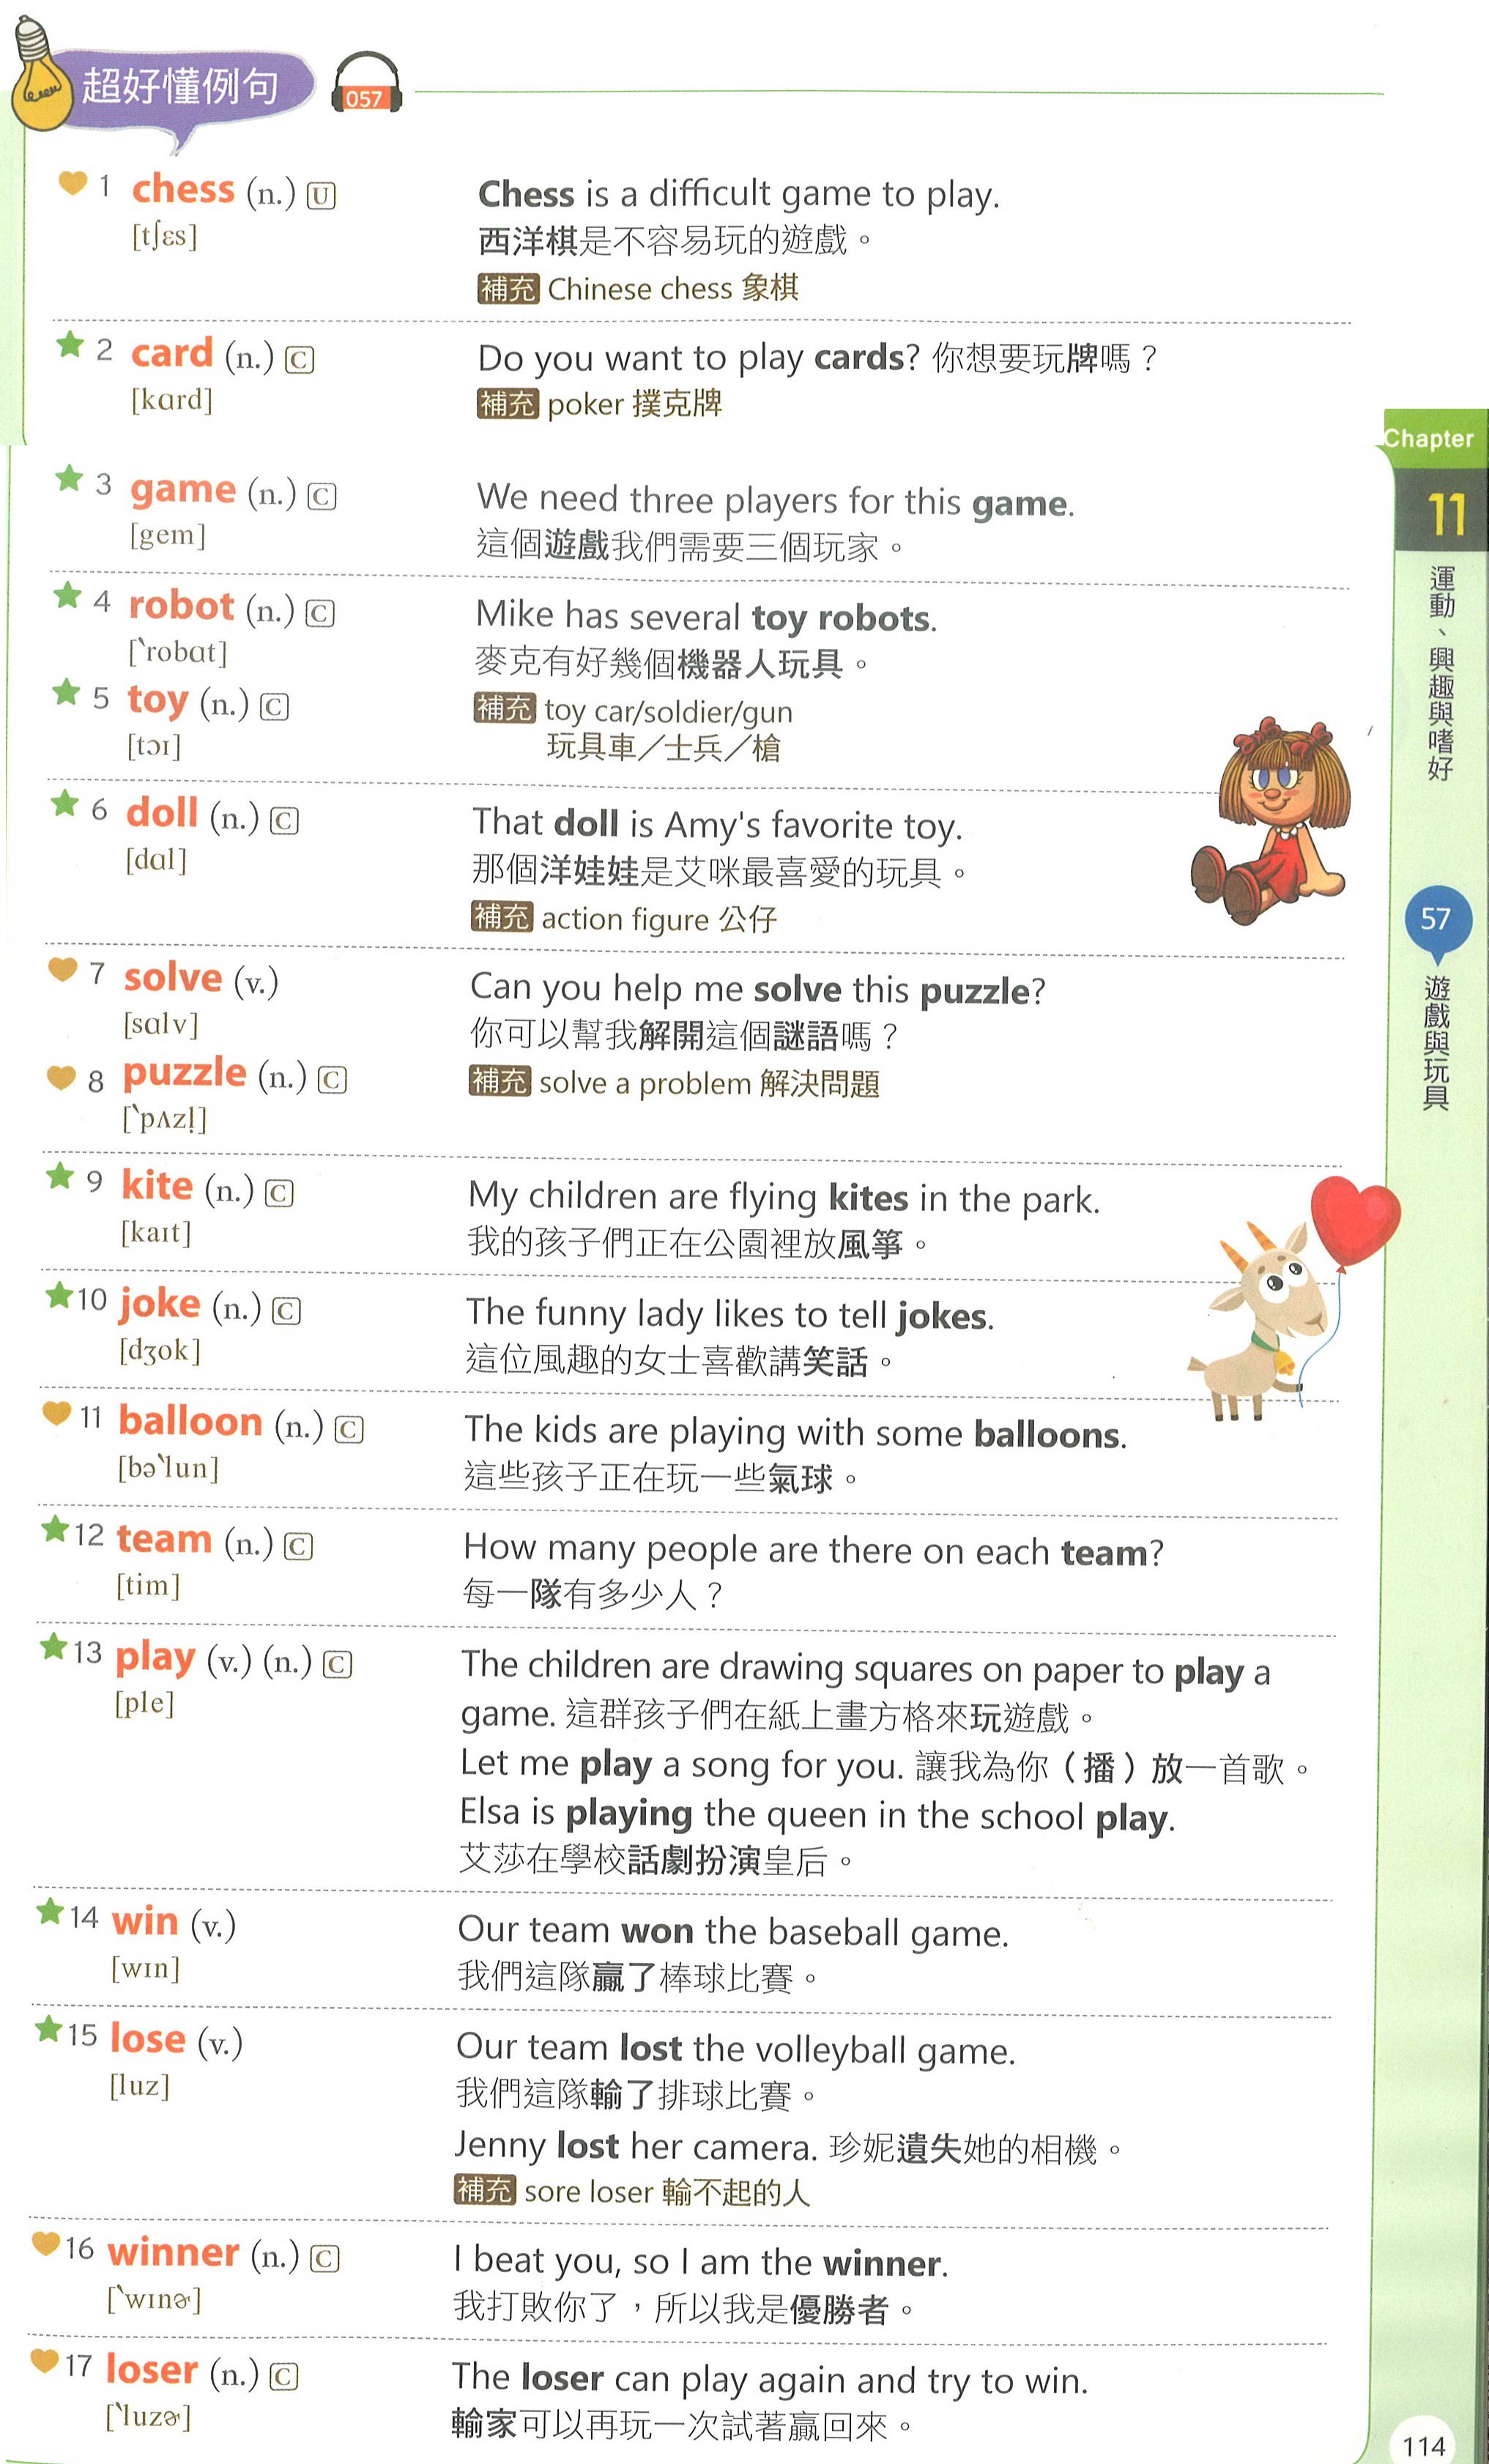 超好懂例句 057
1 chess (n.) U
[tʃɛs]
Chess is a difficult game to play.
西洋棋是不容易玩的遊戲。
補充 Chinese chess 象棋
2 card (n.) C
[kɑrd]
Do you want to play cards? 你想要玩牌嗎？
補充 poker 撲克牌
3 game (n.) C
[gem]
We need three players for this game.
這個遊戲我們需要三個玩家。
4 robot (n.) C
[ˋrobɑt]
5 toy (n.) C
[tɔɪ]
Mike has several toy robots.
麥克有好幾個機器人玩具。
補充 toy car/soldier/gun
玩具車／士兵／槍
6 doll (n.) C
[dɑl]
That doll is Amy's favorite toy.
那個洋娃娃是艾咪最喜愛的玩具。
補充 action figure 公仔
7 solve (v.)
[sɑlv]
8 puzzle (n.) C
[ˋpʌzl̩]
Can you help me solve this puzzle?
你可以幫我解開這個謎語嗎？
補充 solve a problem 解決問題
9 kite (n.) C
[kaɪt]
My children are flying kites in the park.
我的孩子們正在公園裡放風箏。
10 joke (n.) C
[dʒok]
The funny lady likes to tell jokes.
這位風趣的女士喜歡講笑話。
11 balloon (n.) C
[bəˋlun]
The kids are playing with some balloons.
這些孩子正在玩一些氣球。
12 team (n.) C
[tim]
How many people are there on each team?
每一隊有多少人？
13 play (v.) (n.) C
[ple]
The children are drawing squares on paper to play a
game. 這群孩子們在紙上畫方格來玩遊戲。
Let me play a song for you. 讓我為你（播）放一首歌。
Elsa is playing the queen in the school play.
艾莎在學校話劇扮演皇后。
14 win (v.)
[wɪn]
Our team won the baseball game.
我們這隊贏了棒球比賽。
15 lose (v.)
[luz]
Our team lost the volleyball game.
我們這隊輸了排球比賽。
Jenny lost her camera. 珍妮遺失她的相機。
補充 sore loser 輸不起的人
16 winner (n.) C
[ˋwɪnɚ]
I beat you, so I am the winner.
我打敗你了，所以我是優勝者。
17 loser (n.) C
[ˋluzɚ]
The loser can play again and try to win.
輸家可以再玩一次試著贏回來。
Chapter
11
運動、興趣與嗜好
57
遊戲與玩具
114